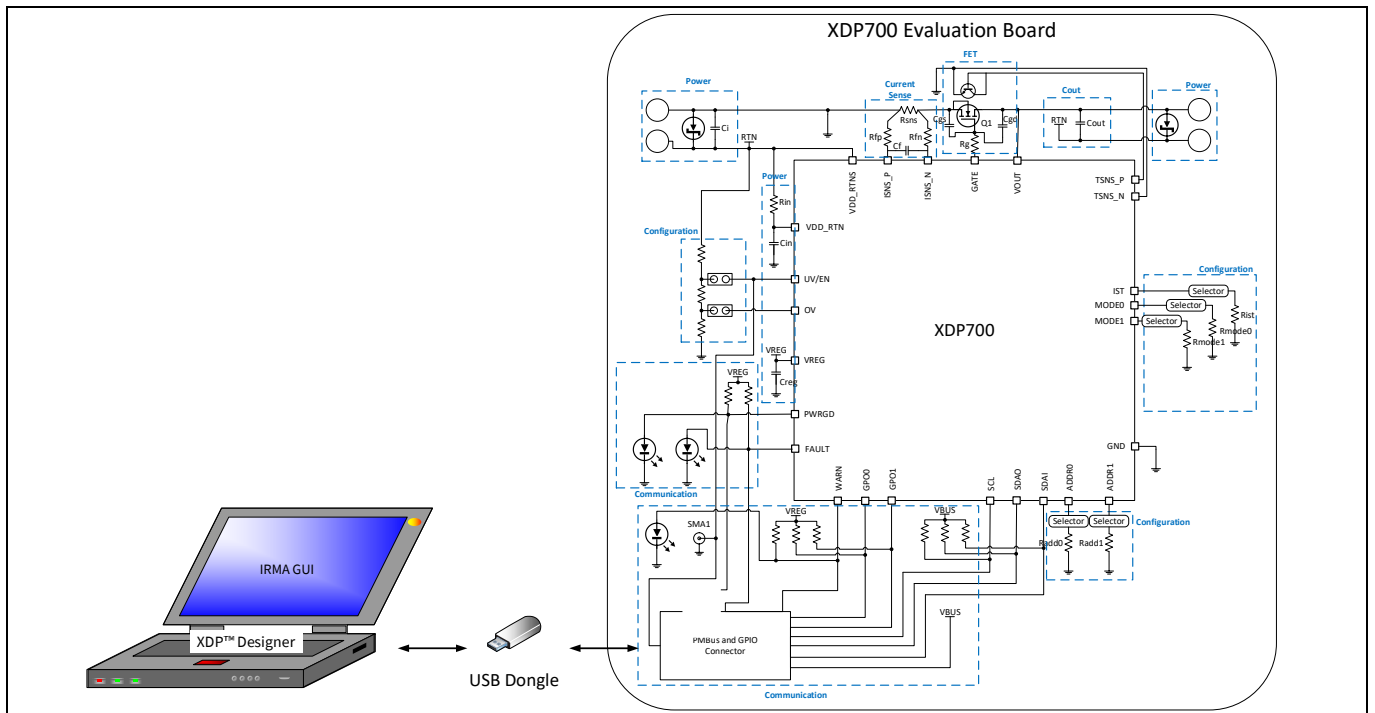 XDP700 Evaluation Board
FET
Power
Current
Sense
Cout
Power
Ci
Rsns
Cgs
Q1
Cgd
RTN
Cout
Rfp
Rfn
Cf
Rg
RTN
VDD_RTNS
ISNS_P
ISNS_N
GATE
VOUT
TSNS_P
TSNS_N
Power
Rin
VDD_RTN
Cin
Configuration
UV/EN
OV
VREG
VREG
Creg
Configuration
IST
Selector
MODE0
Selector
MODE1
Selector
Rist
Rmode0
Rmode1
XDP700
VREG
PWRGD
FAULT
GND
Communication
WARN
GPO0
GPO1
SCL
SDAO
SDAI
ADDR0
ADDR1
SMA1
VREG
VBUS
Selector
Selector
Configuration
Radd0
Radd1
VBUS
PMBus and GPIO
Connector
Communication
IRMA GUI
XDP™ Designer
USB Dongle